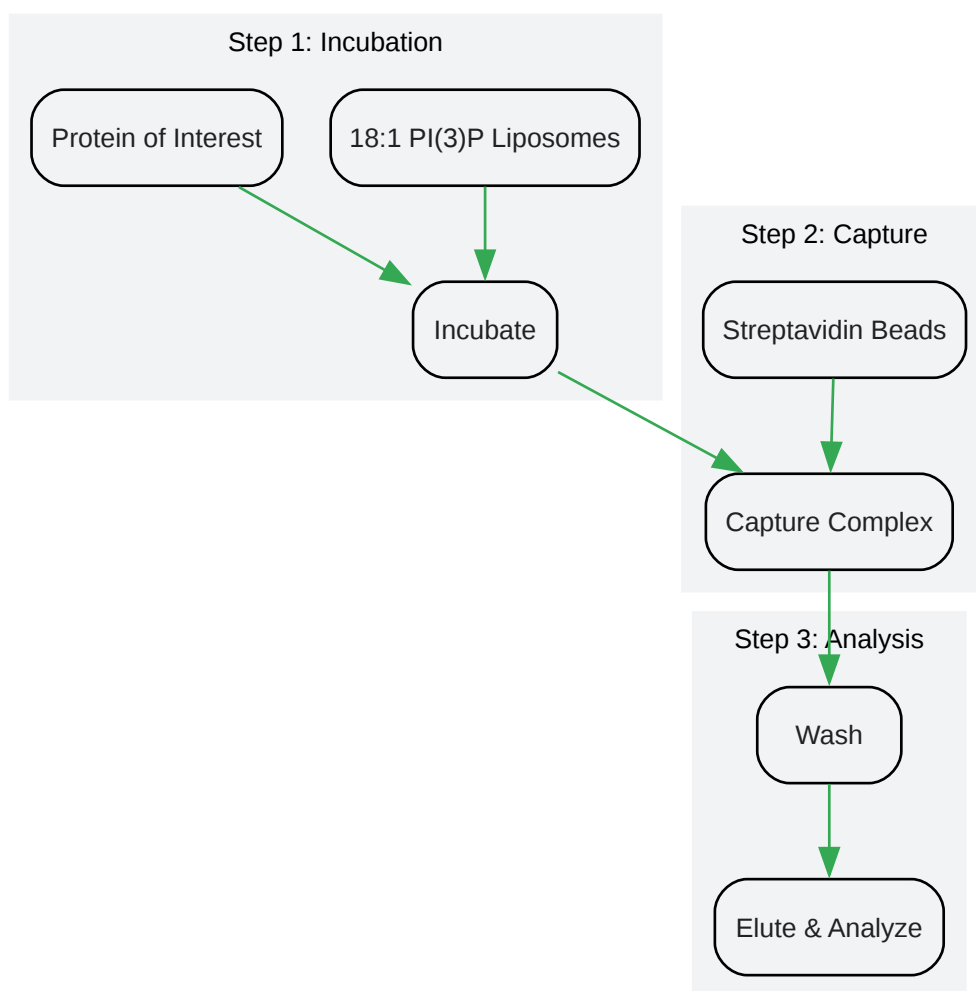 Step 1: Incubation
Protein of Interest
18:1 PI(3)P Liposomes
Incubate
Step 2: Capture
Streptavidin Beads
Capture Complex
Step 3: Analysis
Wash
Elute & Analyze